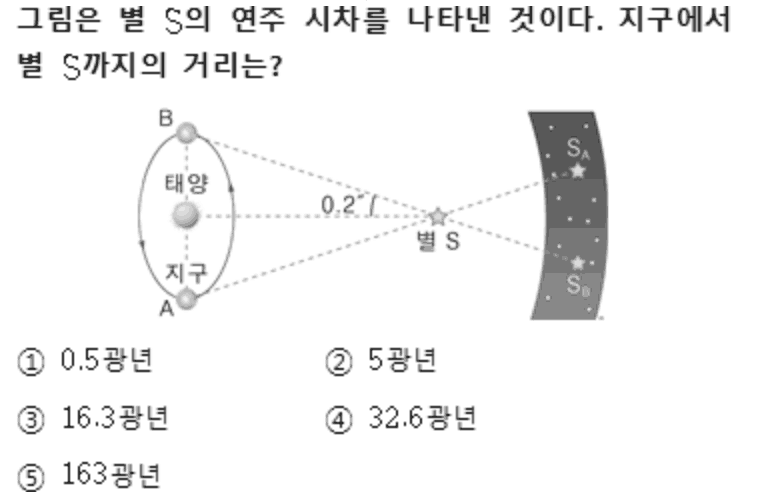 그림은 별 S의 연주 시차를 나타낸 것이다. 지구에서
별 S까지의 거리는?
B
S_A
태양
0.2″
별 S
지구
S_B
A
① 0.5광년 ② 5광년
③ 16.3광년 ④ 32.6광년
⑤ 163광년